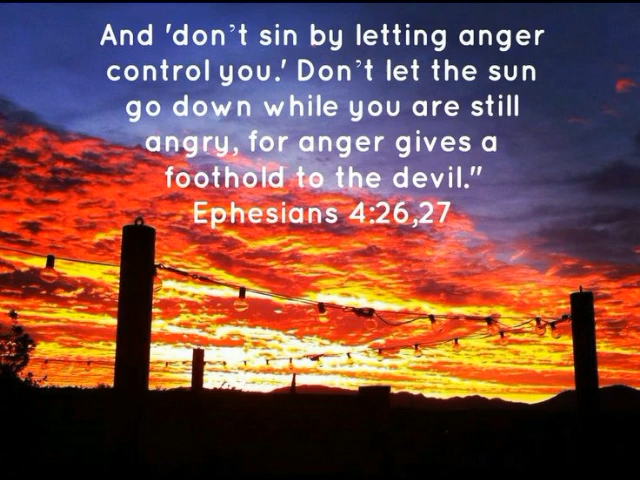 And 'don't sin by letting anger
control you.' Don't let the sun
go down while you are still
angry, for anger gives a
foothold to the devil."
Ephesians 4:26,27